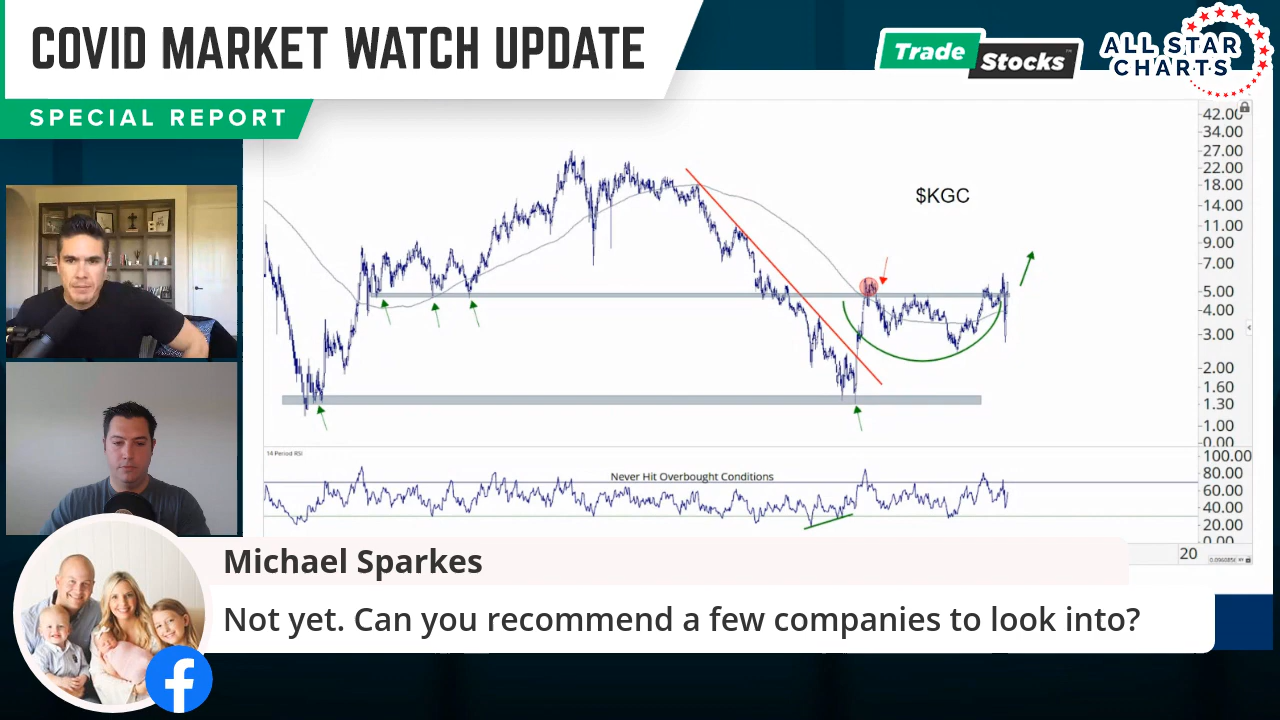 COVID MARKET WATCH UPDATE
SPECIAL REPORT
Trade
Stocks™
ALL STAR
CHARTS
$KGC
42.00
34.00
27.00
22.00
18.00
14.00
11.00
9.00
7.00
5.00
4.00
3.00
2.00
1.60
1.30
1.00
0.00
14 Period RSI
Never Hit Overbought Conditions
100.00
80.00
60.00
40.00
20.00
0.00
20
Michael Sparkes
Not yet. Can you recommend a few companies to look into?